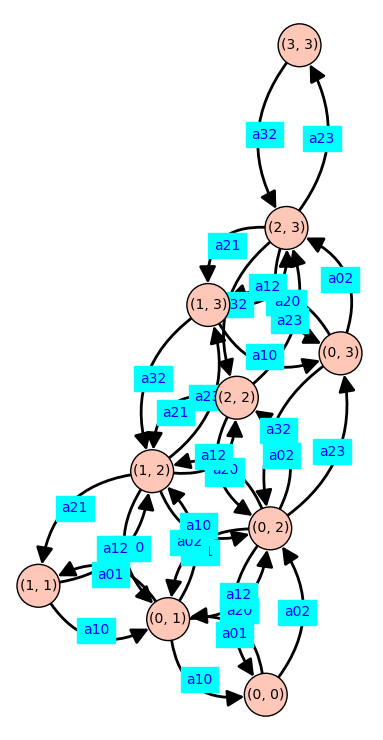 (3, 3)
a32
a23
(2, 3)
a21
a02
a12
(1, 3)
32
a20
a23
(0, 3)
a10
a32
(2, 2)
a21
a32
a23
a12
a02
(1, 2)
a20
a21
a10
(0, 2)
a02
1
a12
0
a01
(1, 1)
a12
a20
a02
(0, 1)
a10
a01
a10
(0, 0)